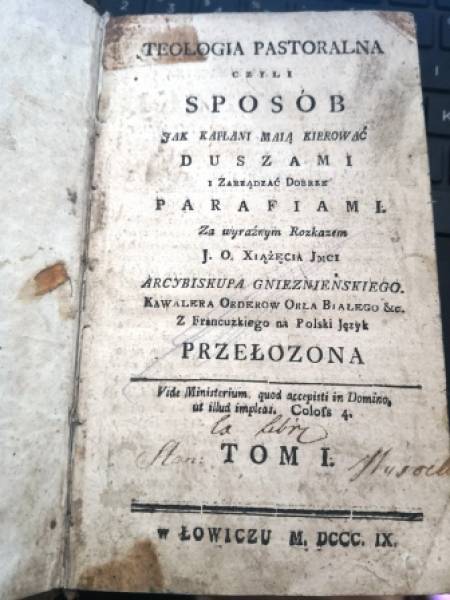 TEOLOGIA PASTORALNA
CZYLI
SPOSÓB
JAK KAPŁANI MAIĄ KIEROWAĆ
DUSZAMI
I ZARZĄDZAĆ DOBRZE
PARAFIAMI.
Za wyraźnym Rozkazem
J. O. XIĄŻĘCIA JMCI
ARCYBISKUPA GNIEZNIEŃSKIEGO.
KAWALERA ORDEROW ORŁA BIAŁEGO &c.
Z Francuzkiego na Polski Język
PRZEŁOZONA
Vide Ministerium, quod accepisti in Domino,
ut illud impleas. Coloſs 4.
TOM I.
w ŁOWICZU M. DCCC. IX.